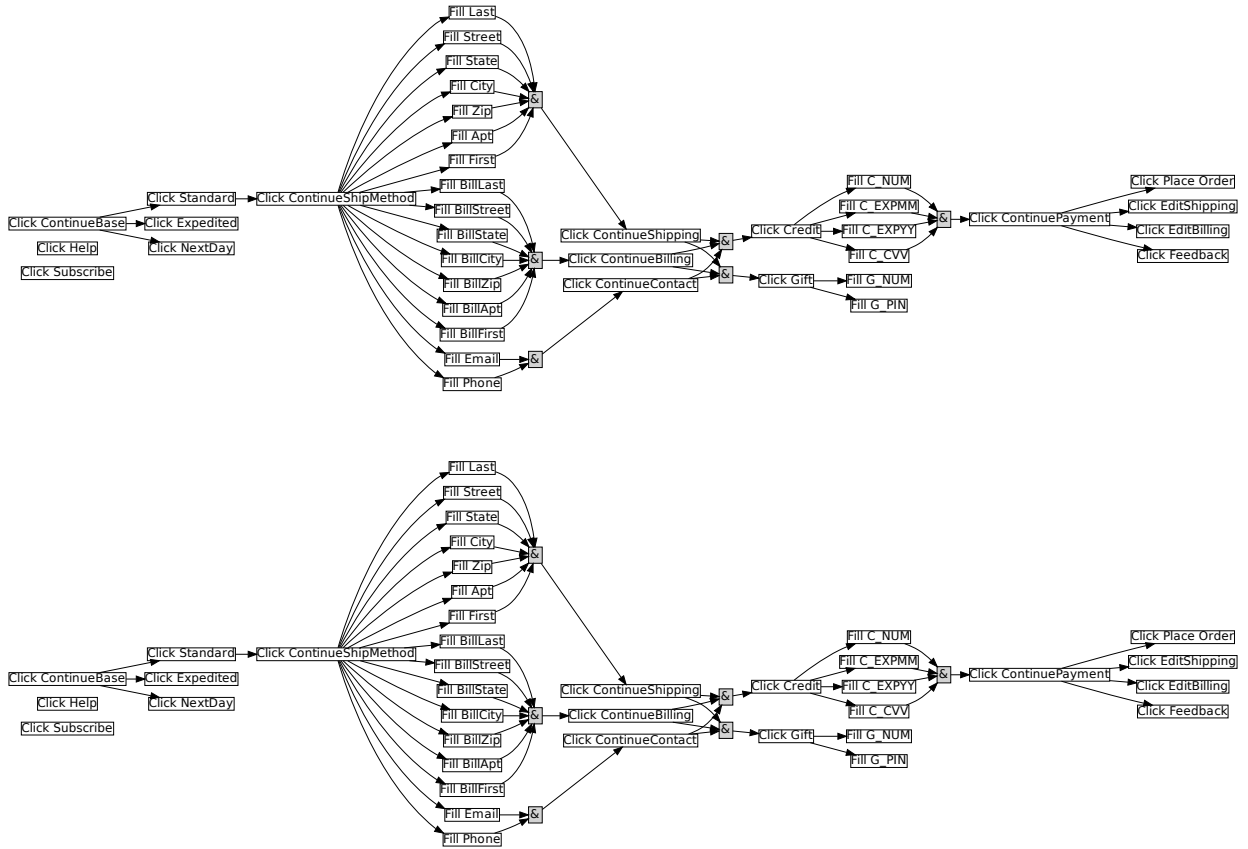 Fill Last
Fill Street
Fill State
Fill City
&
Fill Zip
Fill Apt
Fill First
Fill C_NUM
Click Place Order
Fill BillLast
Click Standard
Click ContinueShipMethod
Fill C_EXPMM
Click EditShipping
Fill BillStreet
Click ContinueBase
Click Expedited
&
Click ContinuePayment
Fill BillState
Click ContinueShipping
&
Click Credit
Fill C_EXPYY
Click EditBilling
Click Help
Click NextDay
Fill BillCity
&
Click ContinueBilling
Fill C_CVV
Click Feedback
Click Subscribe
Fill BillZip
Click ContinueContact
&
Click Gift
Fill G_NUM
Fill BillApt
Fill G_PIN
Fill BillFirst
Fill Email
&
Fill Phone
Fill Last
Fill Street
Fill State
Fill City
&
Fill Zip
Fill Apt
Fill First
Fill C_NUM
Click Place Order
Fill BillLast
Click Standard
Click ContinueShipMethod
Fill C_EXPMM
Click EditShipping
Fill BillStreet
Click ContinueBase
Click Expedited
&
Click ContinuePayment
Fill BillState
Click ContinueShipping
&
Click Credit
Fill C_EXPYY
Click EditBilling
Click Help
Click NextDay
Fill BillCity
&
Click ContinueBilling
Fill C_CVV
Click Feedback
Click Subscribe
Fill BillZip
Click ContinueContact
&
Click Gift
Fill G_NUM
Fill BillApt
Fill G_PIN
Fill BillFirst
Fill Email
&
Fill Phone